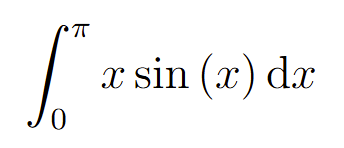 ∫₀^π x sin (x) dx